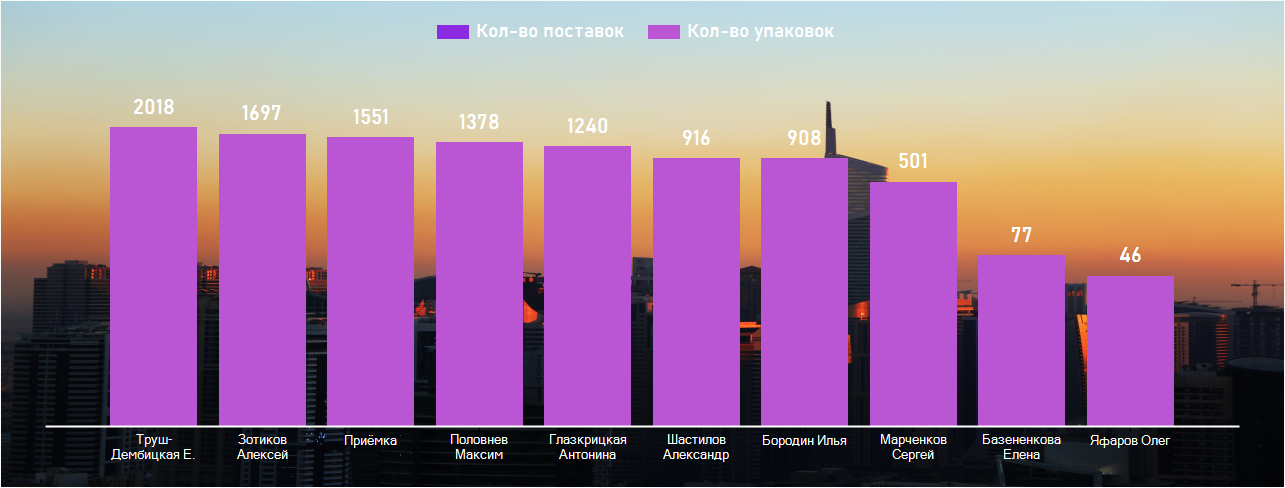 Кол-во поставок Кол-во упаковок
2018 1697 1551 1378 1240 916 908 501 77 46
Труш-
Дембицкая Е.
Зотиков
Алексей
Приёмка
Половнев
Максим
Глазкрицкая
Антонина
Шастилов
Александр
Бородин Илья
Марченков
Сергей
Базененкова
Елена
Яфаров Олег